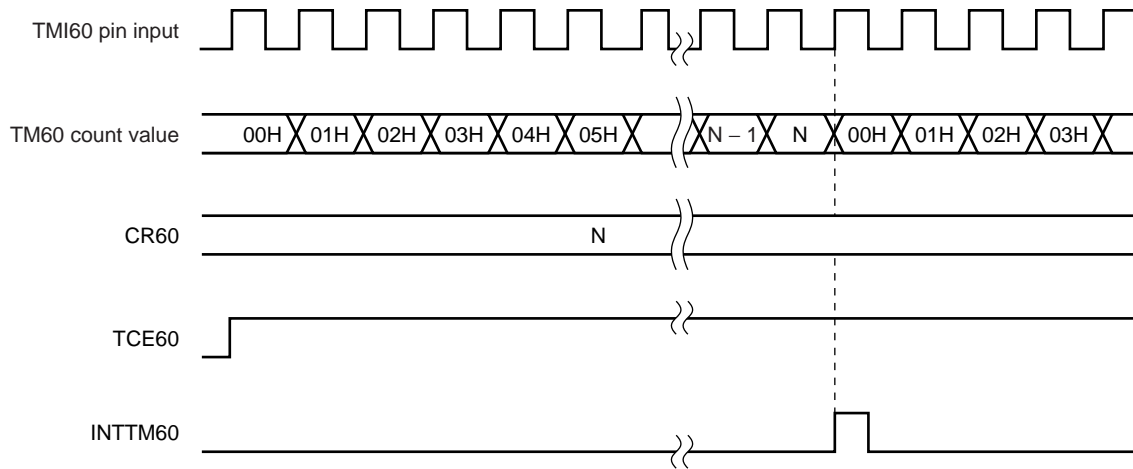 TMI60 pin input
TM60 count value 00H 01H 02H 03H 04H 05H N – 1 N 00H 01H 02H 03H
CR60 N
TCE60
INTTM60